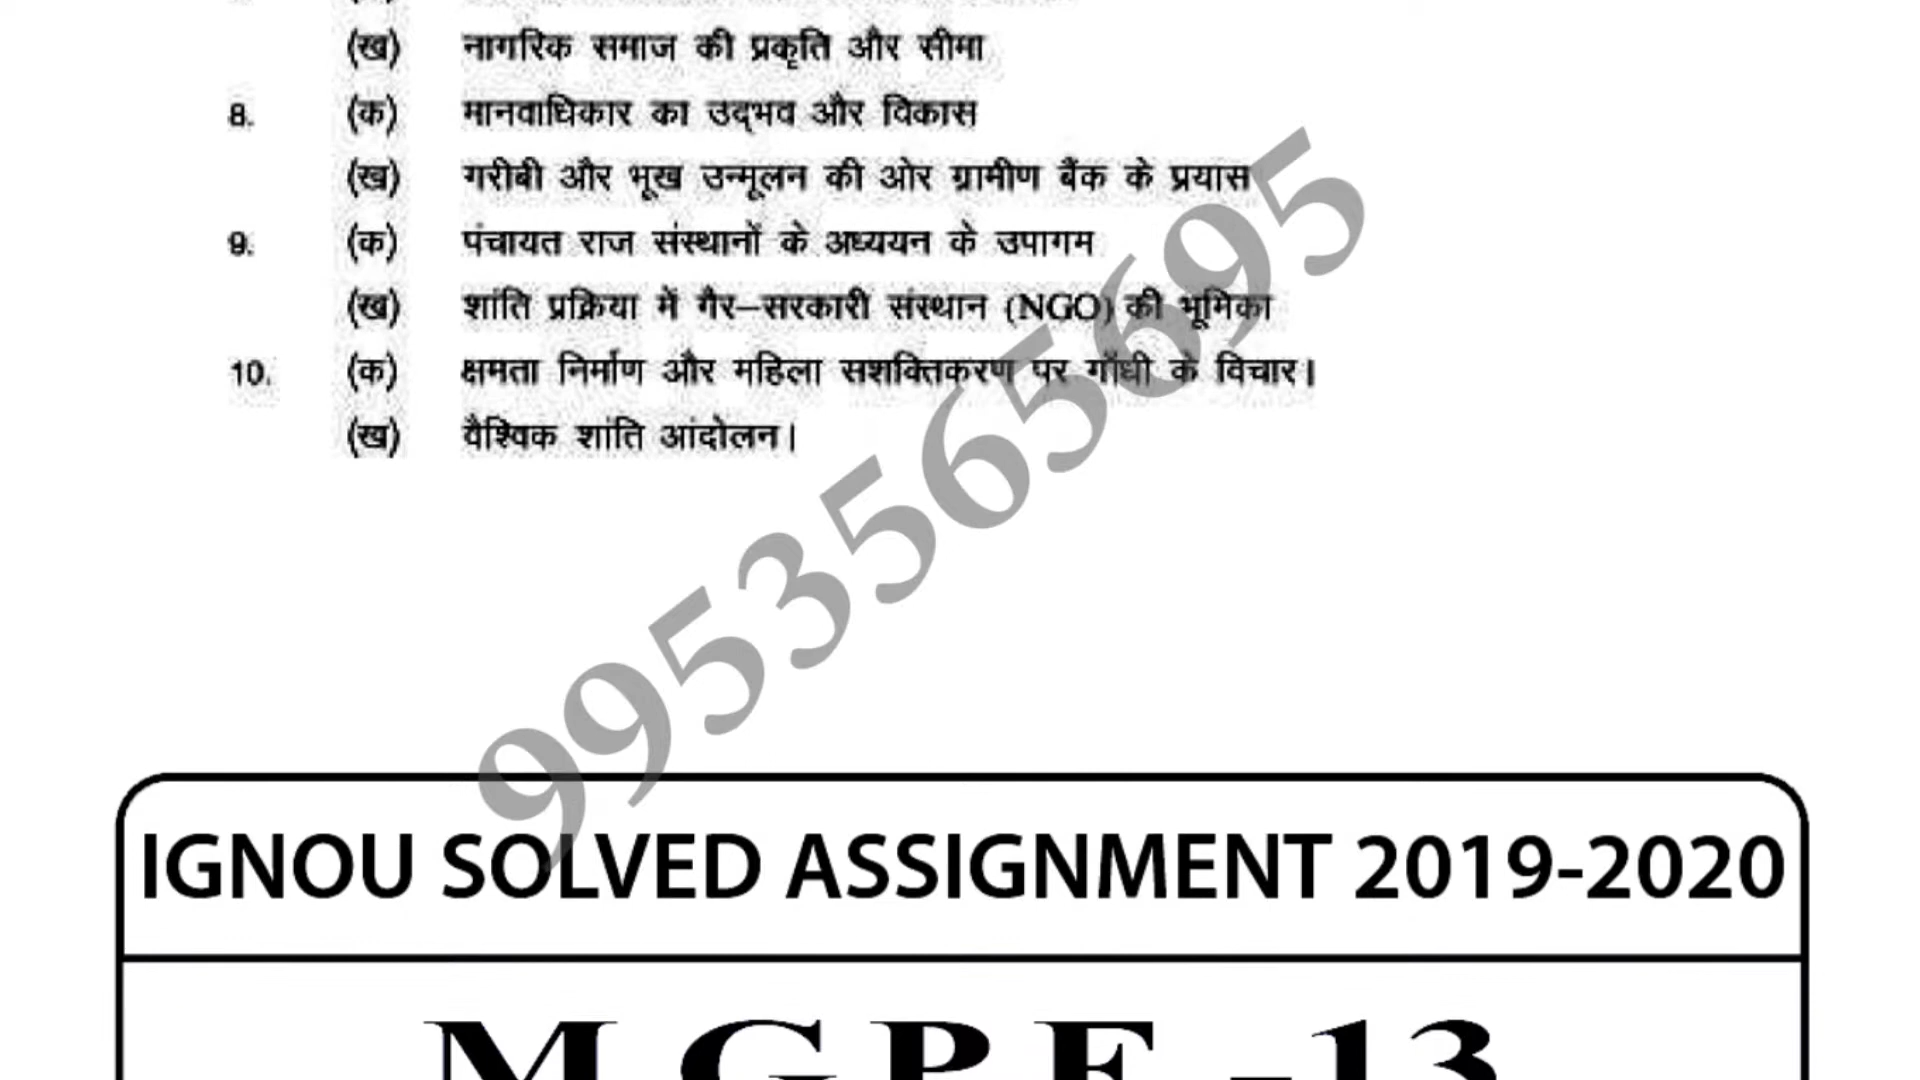 (ख) नागरिक समाज की प्रकृति और सीमा
8. (क) मानवाधिकार का उद्भव और विकास
(ख) गरीबी और भूख उन्मूलन की ओर ग्रामीण बैंक के प्रयास
9. (क) पंचायत राज संस्थानों के अध्ययन के उपागम
(ख) शांति प्रक्रिया में गैर–सरकारी संस्थान (NGO) की भूमिका
10. (क) क्षमता निर्माण और महिला सशक्तिकरण पर गाँधी के विचार।
(ख) वैश्विक शांति आंदोलन।
9953565695
IGNOU SOLVED ASSIGNMENT 2019-2020